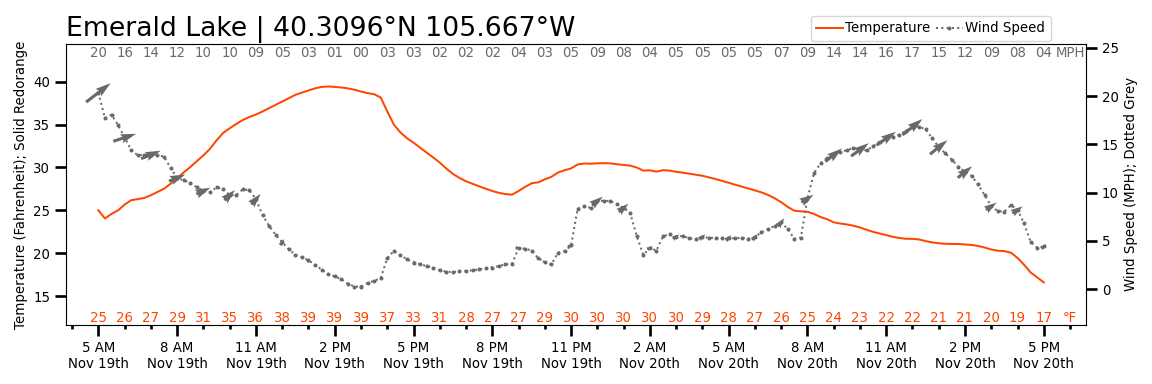 Emerald Lake | 40.3096°N 105.667°W
Temperature Wind Speed
20 16 14 12 10 10 09 05 03 01 00 03 03 02 02 02 04 03 05 09 08 04 05 05 05 05 07 09 14 14 16 17 15 12 09 08 04 MPH
Temperature (Fahrenheit); Solid Redorange
40
35
30
25
20
15
25
20
15
10
5
0
Wind Speed (MPH); Dotted Grey
25 26 27 29 31 35 36 38 39 39 39 37 33 31 28 27 27 29 30 30 30 30 30 29 28 27 26 25 24 23 22 22 21 21 20 19 17 °F
5 AM 8 AM 11 AM 2 PM 5 PM 8 PM 11 PM 2 AM 5 AM 8 AM 11 AM 2 PM 5 PM
Nov 19th Nov 19th Nov 19th Nov 19th Nov 19th Nov 19th Nov 19th Nov 20th Nov 20th Nov 20th Nov 20th Nov 20th Nov 20th